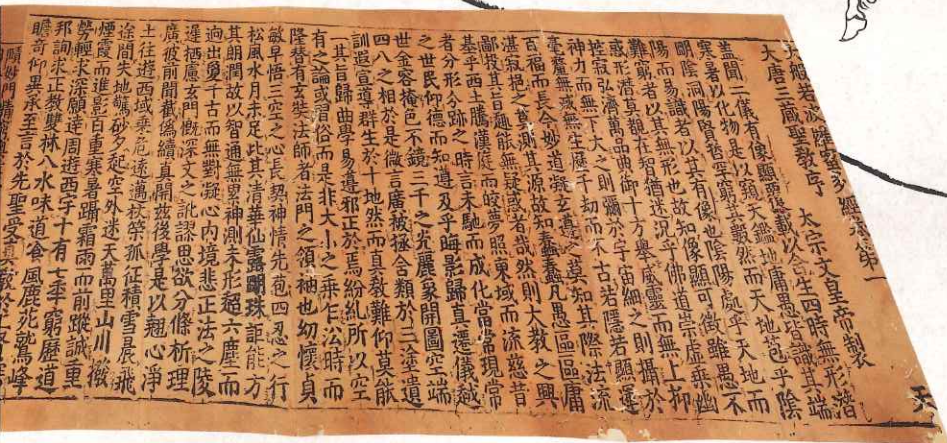 大般若波羅蜜多經卷第一
天
大唐三藏聖教序　太宗文皇帝製
蓋聞二儀有像顯覆載以含生四時無形潛
寒暑以化物是以窺天鑑地庸愚皆識其端
明陰洞陽賢哲罕窮其數然而天地苞乎陰
陽而易識者以其有像也陰陽處乎天地而
難窮者以其無形也故知像顯可徵雖愚不
惑形潛莫覩在智猶迷況乎佛道崇虛乘幽
控寂弘濟萬品典御十方舉威靈而無上抑
神力而無下大之則彌於宇宙細之則攝於
毫釐無滅無生歷千劫而不古若隱若顯運
百福而長今妙道凝玄遵之莫知其際法流
湛寂挹之莫測其源故知蠢蠢凡愚區區庸
鄙投其旨趣能無疑惑者哉然則大教之興
基乎西土騰漢庭而皎夢照東域而流慈昔
者分形分跡之時言未馳而成化當常現常
之世民仰德而知遵及乎晦影歸真遷儀越
世金容掩色不鏡三千之光麗象開圖空端
四八之相於是微言廣被拯含類於三途遺
訓遐宣導群生於十地然而真教難仰莫能
一其旨歸曲學易遵邪正於焉紛糺所以空
有之論或習俗而是非大小之乘乍訟時而
隆替有玄奘法師者法門之領袖也幼懷貞
敏早悟三空之心長契神情先苞四忍之行
松風水月未足比其清華仙露明珠詎能方
其朗潤故以智通無累神測未形超六塵而
迥出夐千古而無對凝心內境悲正法之陵
遲栖慮玄門慨深文之訛謬思欲分條析理
廣彼前聞截偽續真開茲後學是以翹心淨
土往遊西域乘危遠邁杖策孤征積雪晨飛
途間失地驚砂夕起空外迷天萬里山川撥
煙霞而進影百重寒暑躡霜雨而前蹤誠重
勞輕求深願達周遊西宇十有七年窮歷道
邦詢求正教雙林八水味道飡風鹿苑鷲峰
瞻奇仰異承至言於先聖受真教於上賢